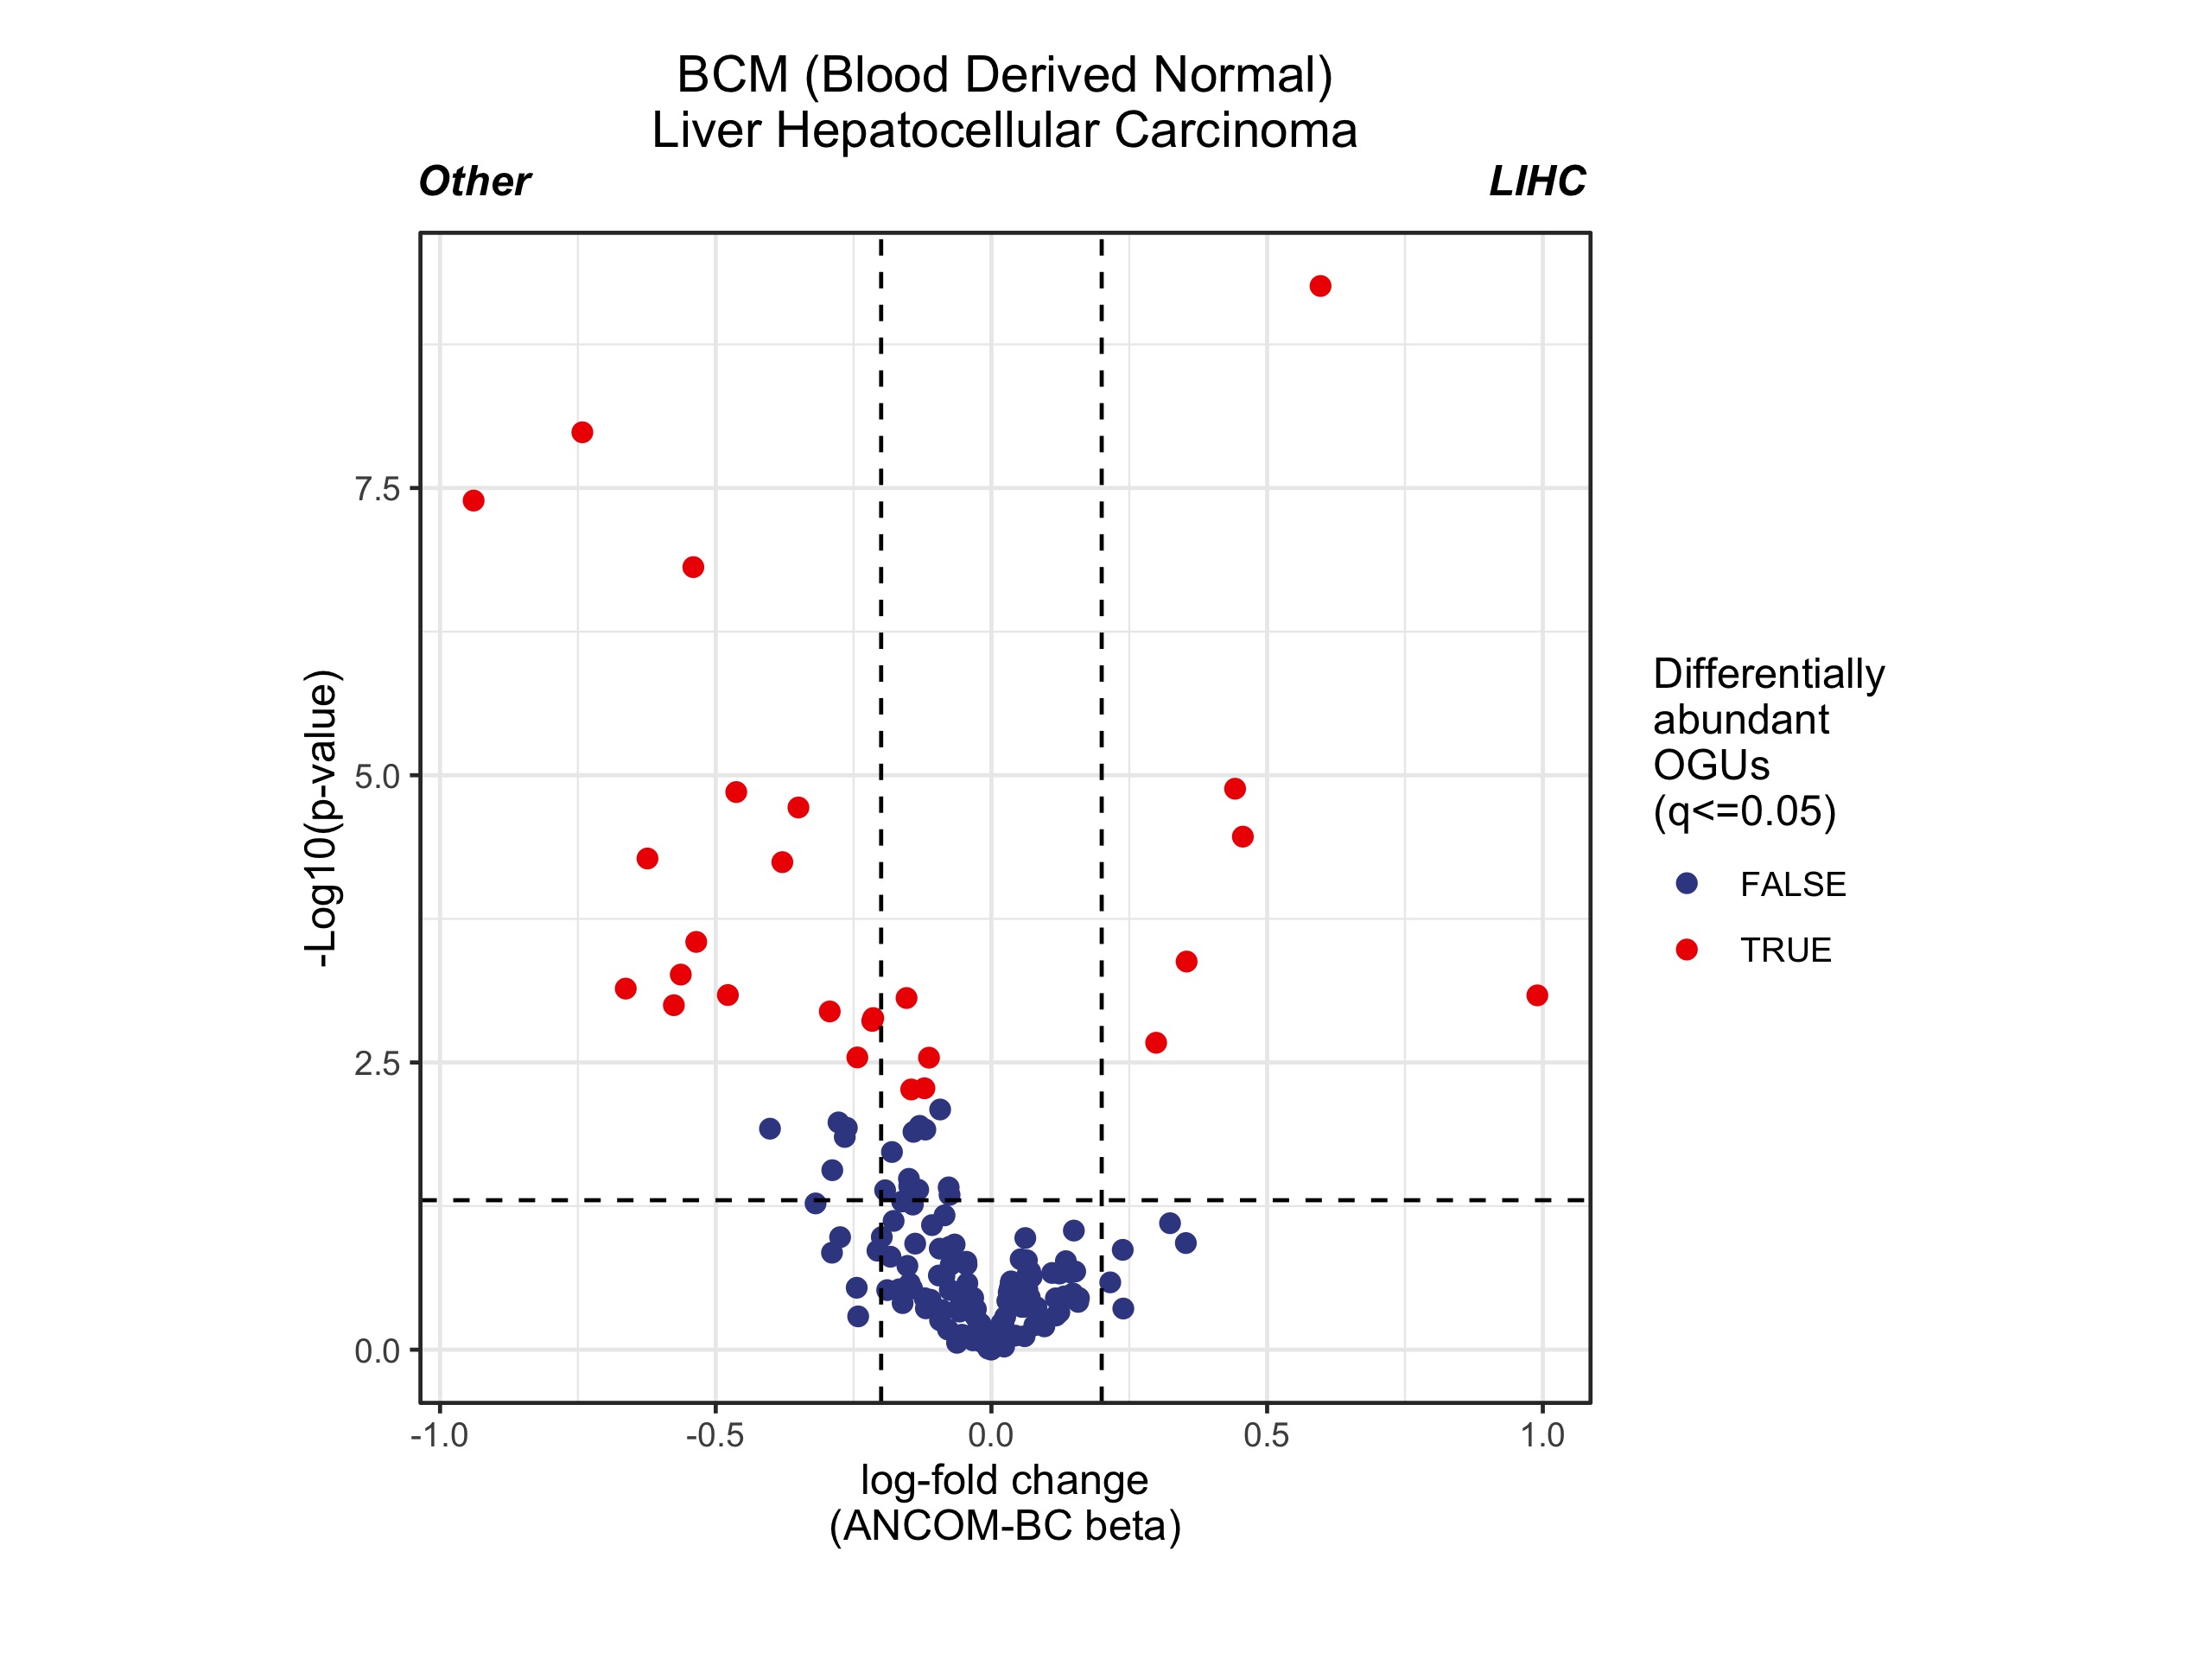 BCM (Blood Derived Normal)
Liver Hepatocellular Carcinoma
Other
LIHC
-Log10(p-value)
7.5
5.0
2.5
0.0
-1.0
-0.5
0.0
0.5
1.0
log-fold change
(ANCOM-BC beta)
Differentially
abundant
OGUs
(q<=0.05)
FALSE
TRUE